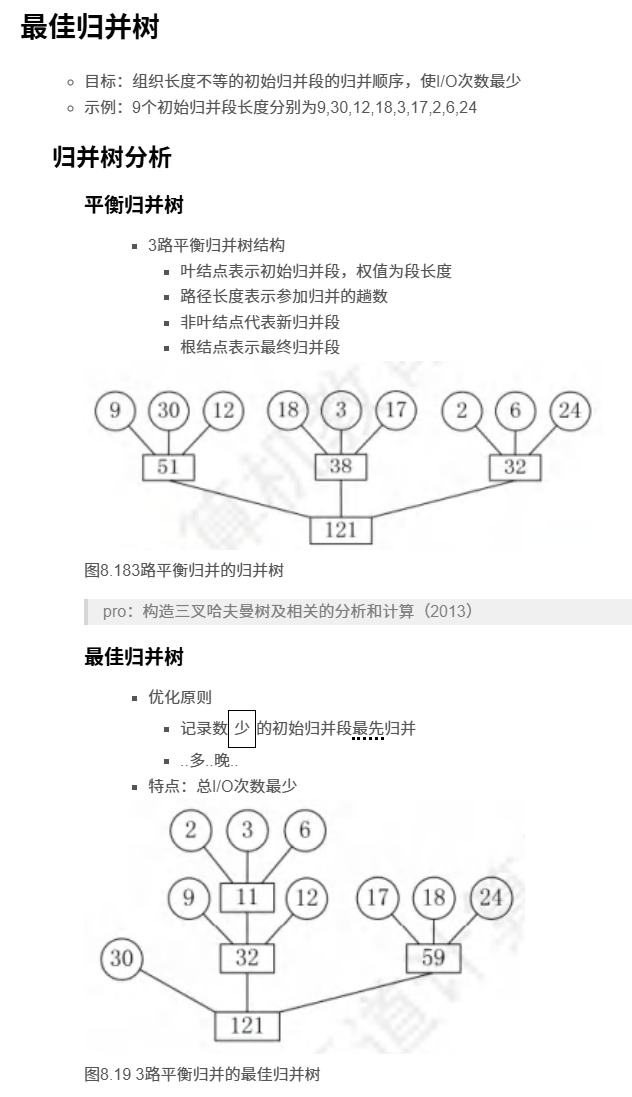 最佳归并树
目标：组织长度不等的初始归并段的归并顺序，使I/O次数最少
示例：9个初始归并段长度分别为9,30,12,18,3,17,2,6,24
归并树分析
平衡归并树
3路平衡归并树结构
叶结点表示初始归并段，权值为段长度
路径长度表示参加归并的趟数
非叶结点代表新归并段
根结点表示最终归并段
9 30 12 18 3 17 2 6 24
51 38 32
121
图8.183路平衡归并的归并树
pro：构造三叉哈夫曼树及相关的分析和计算（2013）
最佳归并树
优化原则
记录数少的初始归并段最先归并
..多..晚..
特点：总I/O次数最少
2 3 6
9 11 12 17 18 24
30 32 59
121
图8.19 3路平衡归并的最佳归并树